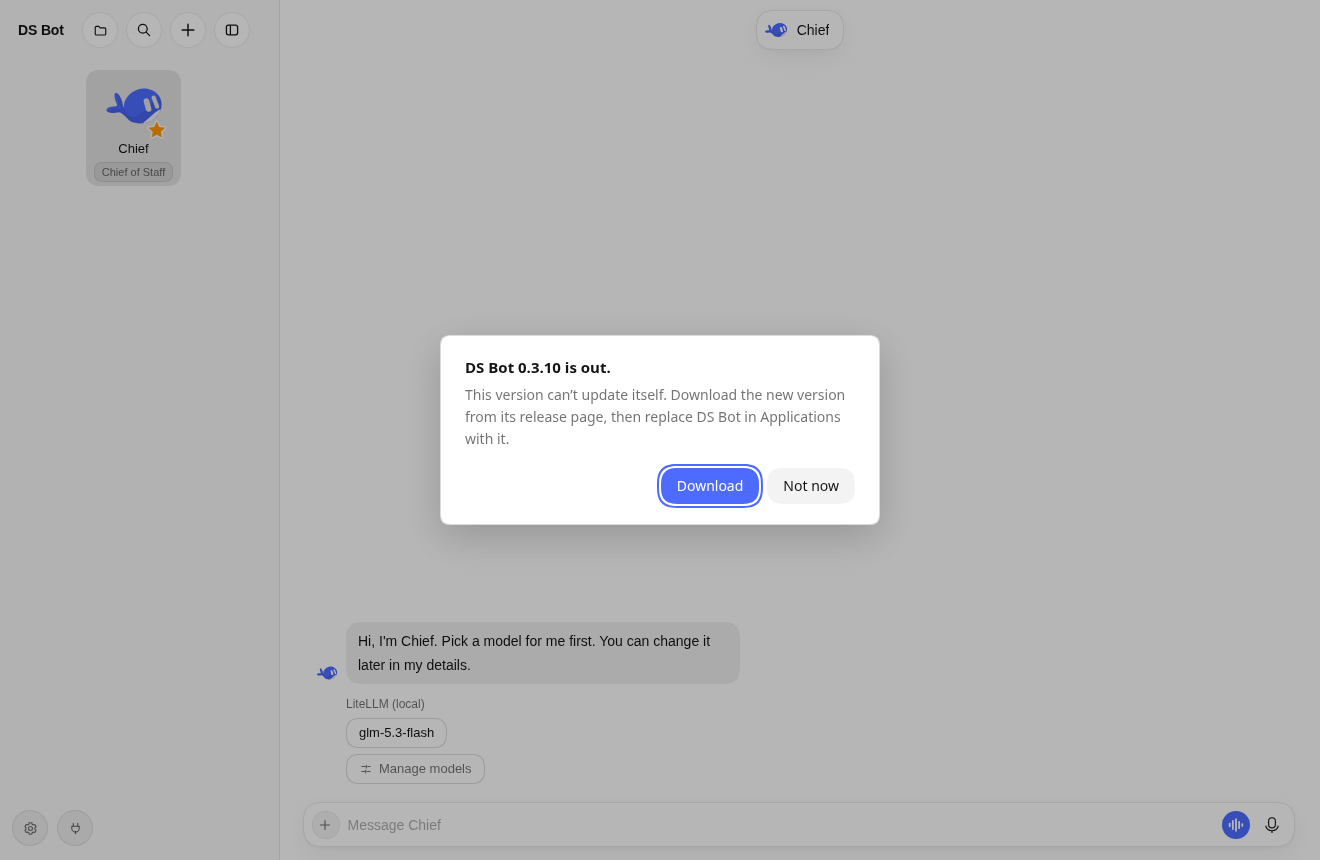 DS Bot
Chief
Chief
Chief of Staff
DS Bot 0.3.10 is out.
This version can't update itself. Download the new version
from its release page, then replace DS Bot in Applications
with it.
Download
Not now
Hi, I'm Chief. Pick a model for me first. You can change it
later in my details.
LiteLLM (local)
glm-5.3-flash
Manage models
Message Chief